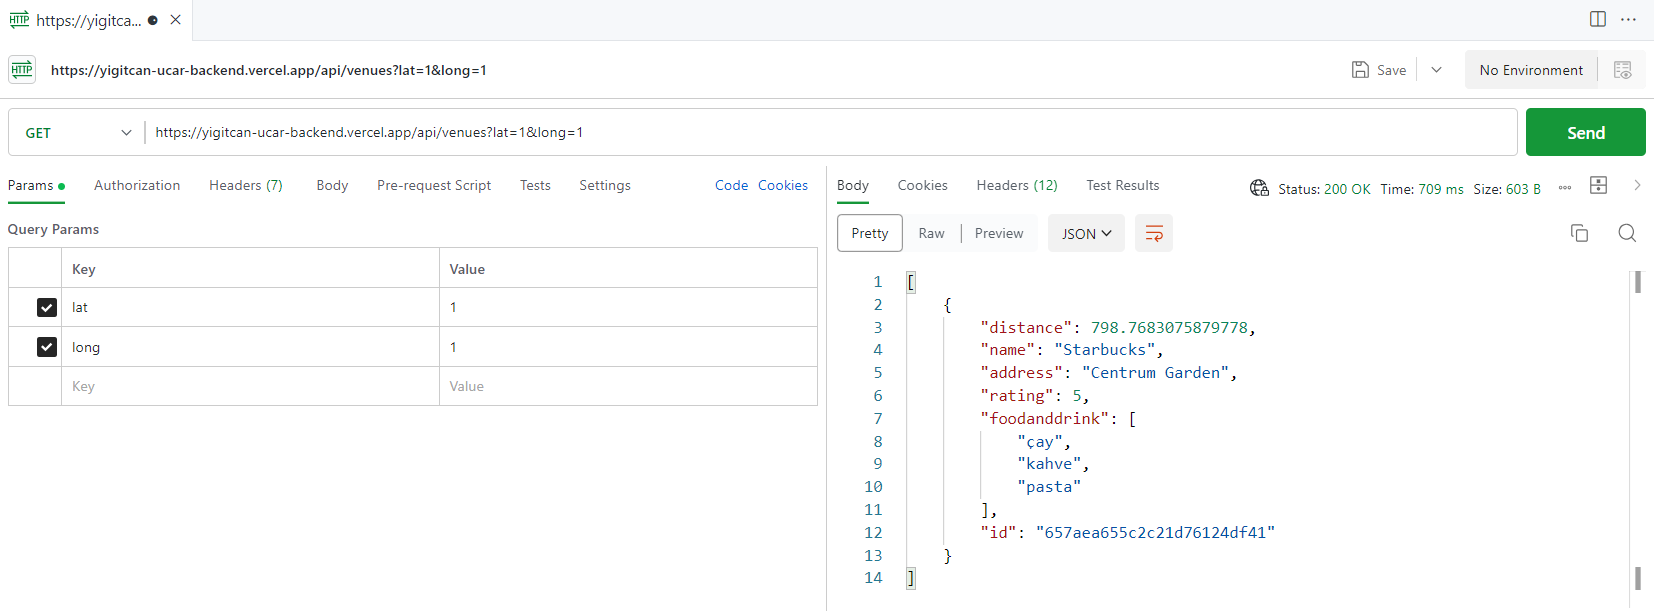 HTTP https://yigitca... ● ×
HTTP https://yigitcan-ucar-backend.vercel.app/api/venues?lat=1&long=1
Save
No Environment
GET https://yigitcan-ucar-backend.vercel.app/api/venues?lat=1&long=1
Send
Params Authorization Headers (7) Body Pre-request Script Tests Settings Code Cookies
Query Params
Key Value
lat 1
long 1
Key Value
Body Cookies Headers (12) Test Results Status: 200 OK Time: 709 ms Size: 603 B
Pretty Raw Preview JSON
1 [
2 {
3 "distance": 798.7683075879778,
4 "name": "Starbucks",
5 "address": "Centrum Garden",
6 "rating": 5,
7 "foodanddrink": [
8 "çay",
9 "kahve",
10 "pasta"
11 ],
12 "id": "657aea655c2c21d76124df41"
13 }
14 ]